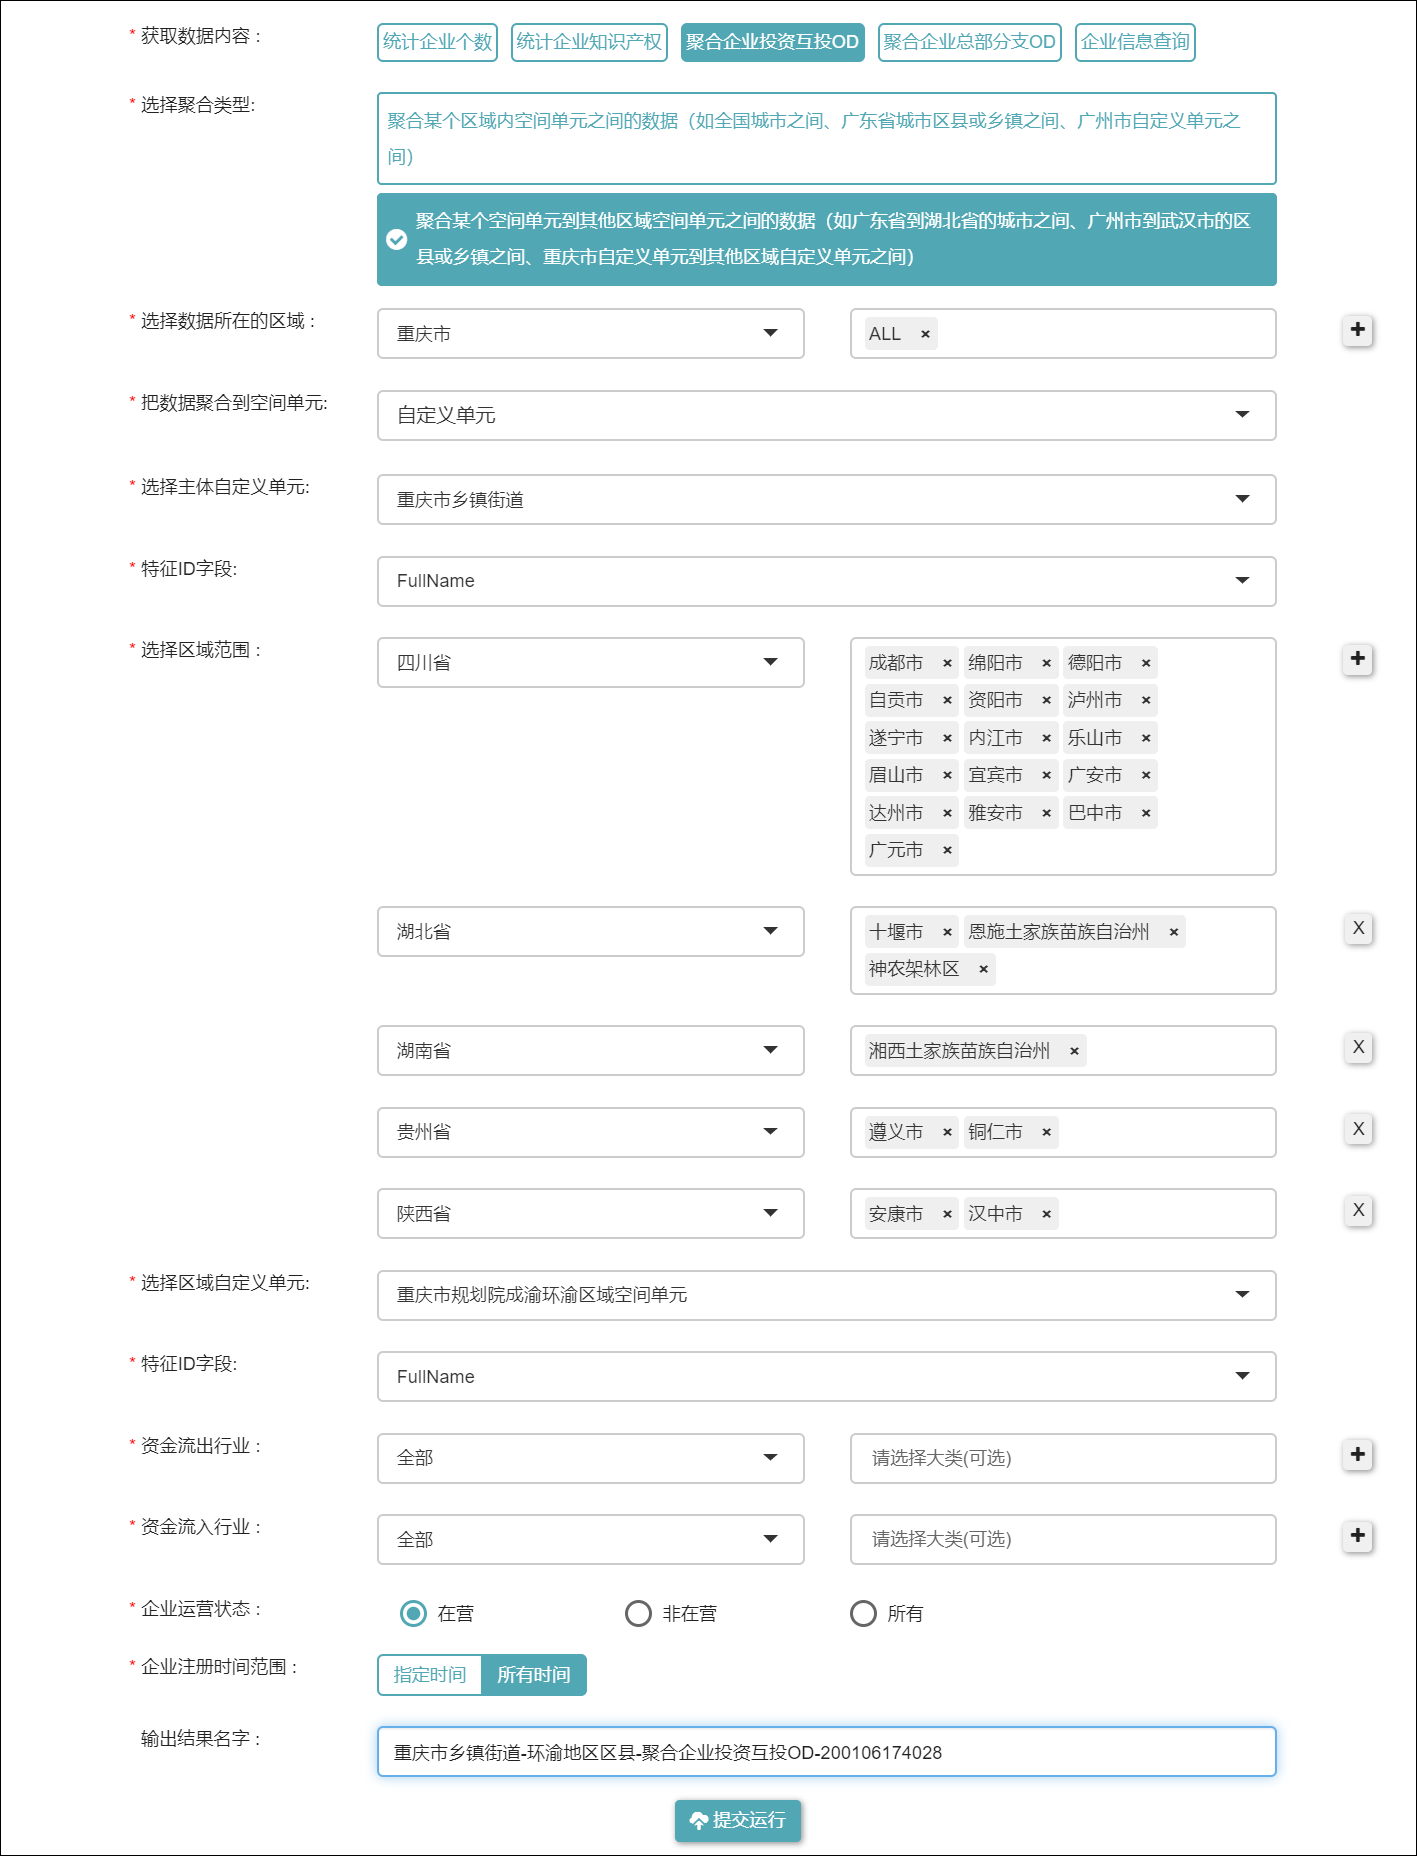 * 获取数据内容 : 统计企业个数 统计企业知识产权 聚合企业投资互投OD 聚合企业总部分支OD 企业信息查询
* 选择聚合类型: 聚合某个区域内空间单元之间的数据（如全国城市之间、广东省城市区县或乡镇之间、广州市自定义单元之
间）
聚合某个空间单元到其他区域空间单元之间的数据（如广东省到湖北省的城市之间、广州市到武汉市的区
县或乡镇之间、重庆市自定义单元到其他区域自定义单元之间）
* 选择数据所在的区域 : 重庆市 ALL × +
* 把数据聚合到空间单元: 自定义单元
* 选择主体自定义单元: 重庆市乡镇街道
* 特征ID字段: FullName
* 选择区域范围 : 四川省 成都市 × 绵阳市 × 德阳市 × +
自贡市 × 资阳市 × 泸州市 ×
遂宁市 × 内江市 × 乐山市 ×
眉山市 × 宜宾市 × 广安市 ×
达州市 × 雅安市 × 巴中市 ×
广元市 ×
湖北省 十堰市 × 恩施土家族苗族自治州 × X
神农架林区 ×
湖南省 湘西土家族苗族自治州 × X
贵州省 遵义市 × 铜仁市 × X
陕西省 安康市 × 汉中市 × X
* 选择区域自定义单元: 重庆市规划院成渝环渝区域空间单元
* 特征ID字段: FullName
* 资金流出行业 : 全部 请选择大类(可选) +
* 资金流入行业 : 全部 请选择大类(可选) +
* 企业运营状态 : 在营 非在营 所有
* 企业注册时间范围 : 指定时间 所有时间
输出结果名字 : 重庆市乡镇街道-环渝地区区县-聚合企业投资互投OD-200106174028
提交运行